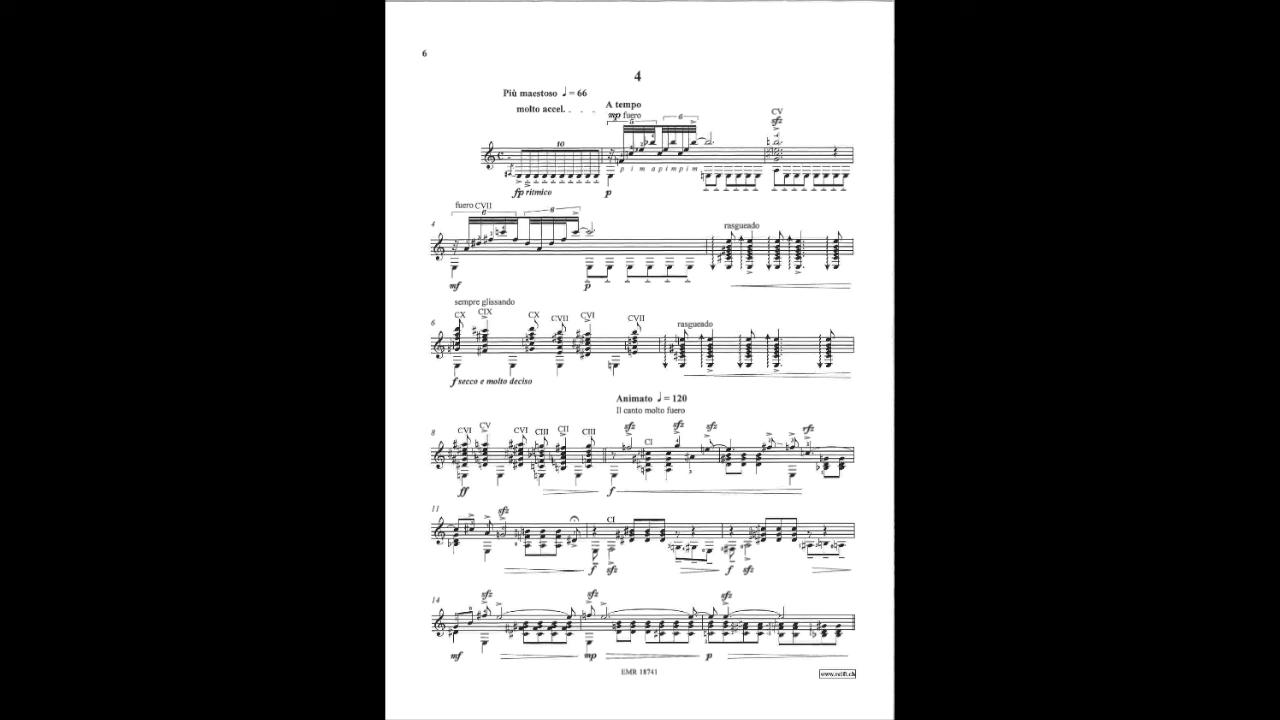 6
4
Più maestoso ♩ = 66
molto accel. . . .
A tempo
mp fuero
6 6
CV
sfz
10
p i m a p i m p i m
fp ritmico
p
fuero CVII
6 6
rasgueado
4
mf
p
sempre glissando
CX CIX CX CVII CVI CVII
rasgueado
6
f secco e molto deciso
Animato ♩ = 120
Il canto molto fuero
sfz sfz sfz rfz
CVI CV CVI CIII CII CIII CI
8
ff
f
11
sfz
CI
f sfz f sfz
14
sfz sfz sfz
mf
mp
p
EMR 18741
www.reift.ch